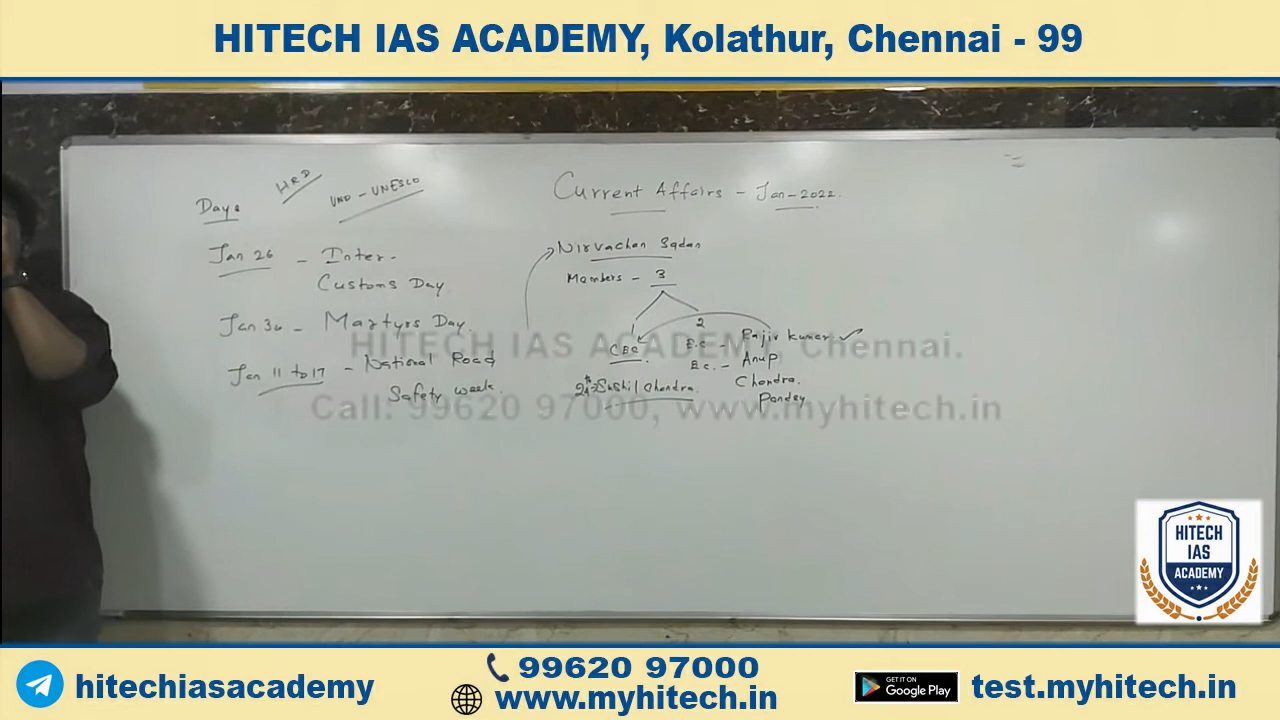 HITECH IAS ACADEMY, Kolathur, Chennai - 99
HRD
UNO - UNESCO
Days
Jan 26 - Inter-
Customs Day
Jan 30 - Martyrs Day
Jan 11 to 17 - National Road
Safety week
Current Affairs - Jan-2022.
Nirvachan Sadan
Members - 3
2
CEC
24th Sushil Chandra
E.C - Rajiv kumar ✓
E.C. - Anup
Chandra
Pandey
HITECH IAS ACADEMY Chennai.
Call: 99620 97000, www.myhitech.in
HITECH
IAS
ACADEMY
hitechiasacademy
99620 97000
www.myhitech.in
GET IT ON
Google Play
test.myhitech.in